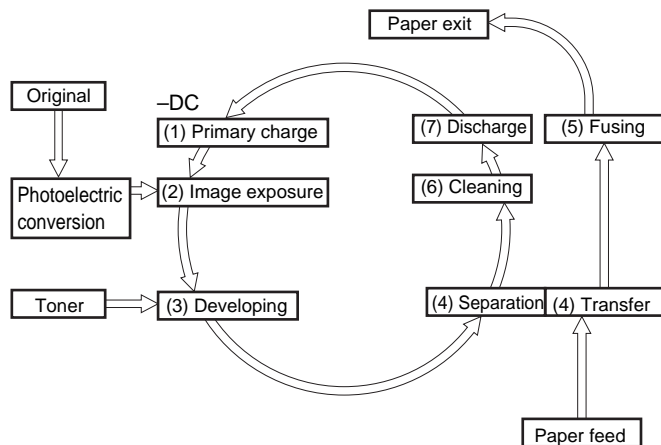 Paper exit
Original
–DC
(1) Primary charge
(7) Discharge
(5) Fusing
Photoelectric
conversion
(2) Image exposure
(6) Cleaning
Toner
(3) Developing
(4) Separation
(4) Transfer
Paper feed